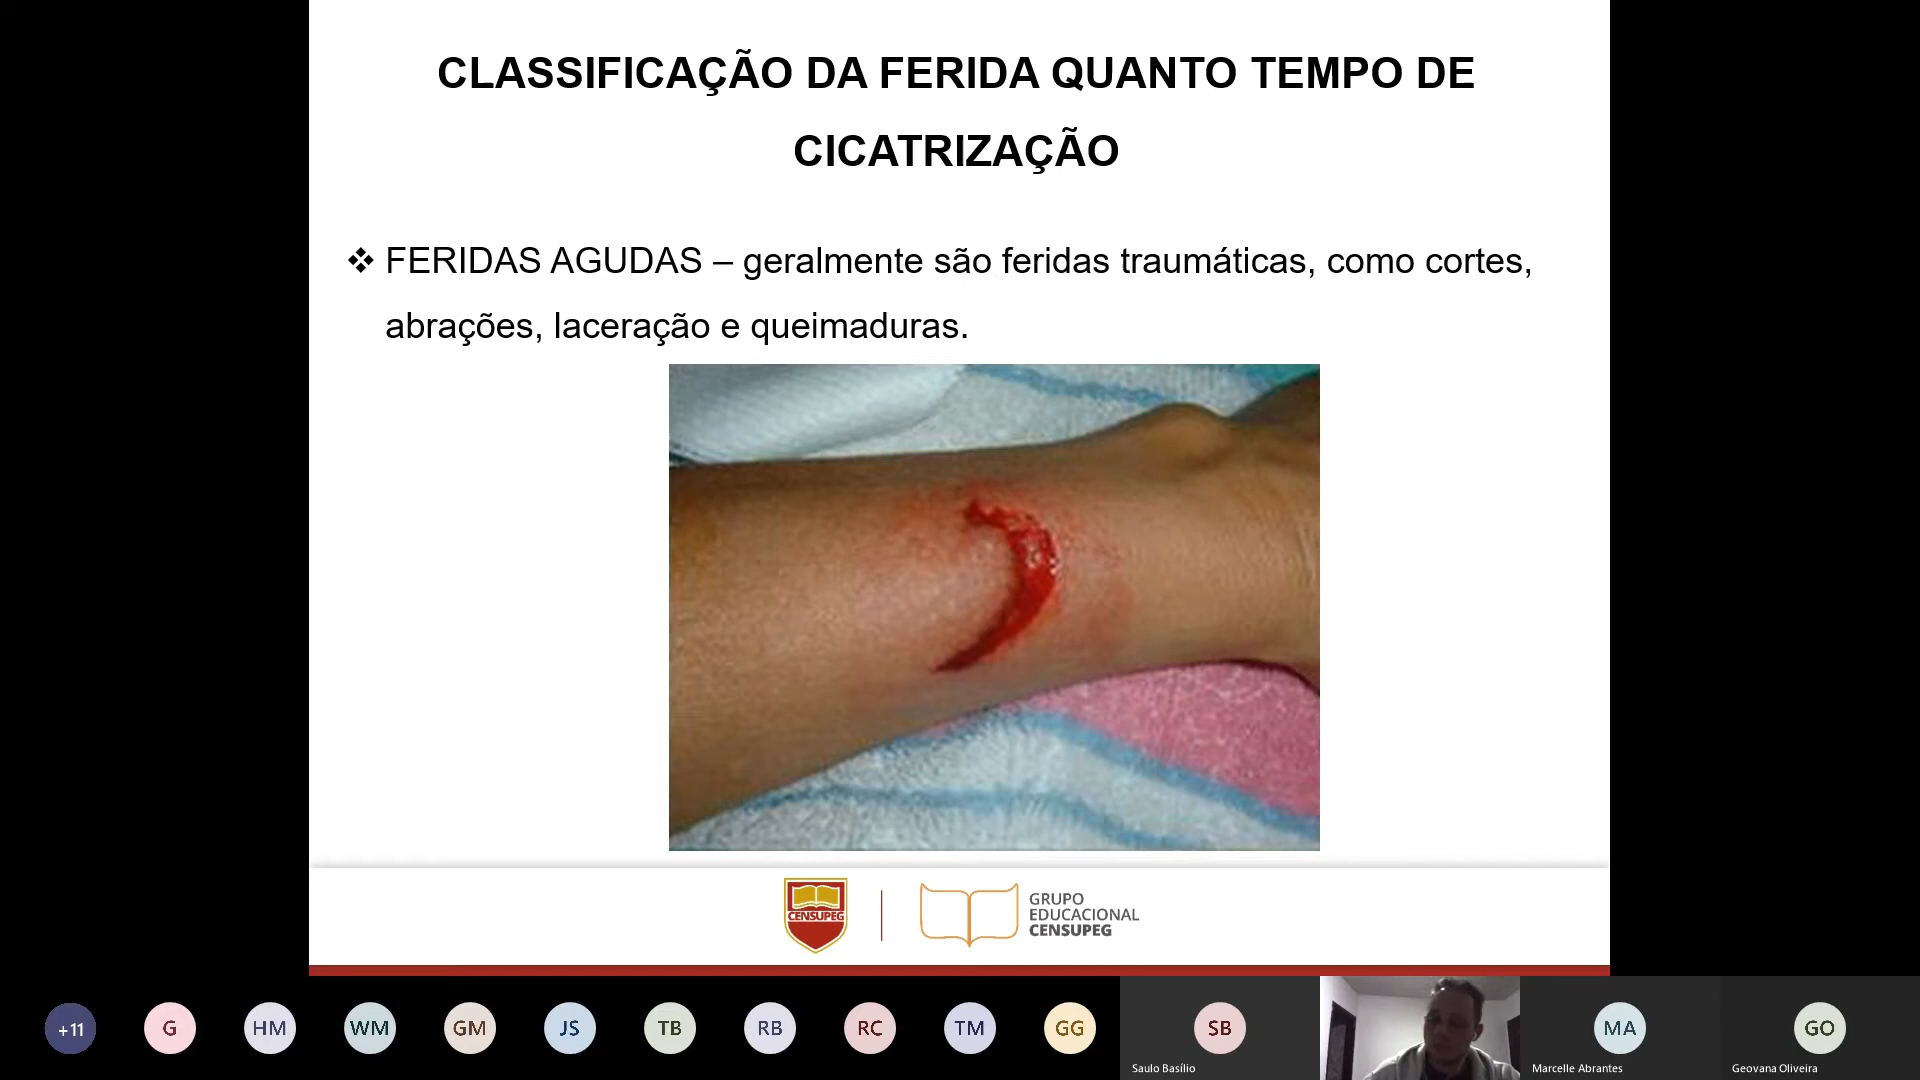 CLASSIFICAÇÃO DA FERIDA QUANTO TEMPO DE
CICATRIZAÇÃO
❖ FERIDAS AGUDAS – geralmente são feridas traumáticas, como cortes,
abrações, laceração e queimaduras.
CENSUPEG
GRUPO
EDUCACIONAL
CENSUPEG
+11
G
HM
WM
GM
JS
TB
RB
RC
TM
GG
SB
MA
GO
Saulo Basílio
Marcelle Abrantes
Geovana Oliveira